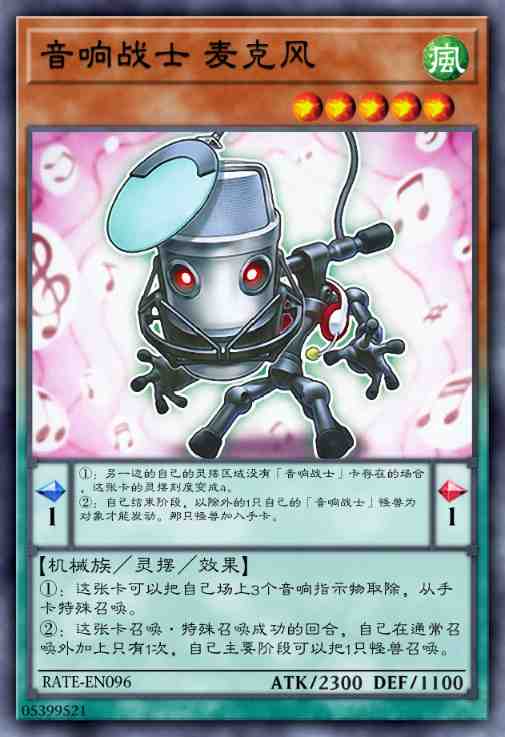 音响战士 麦克风
瘋
①：另一边的自己的灵摆区域没有「音响战士」卡存在的场合
，这张卡的灵摆刻度变成4。
②：自己结束阶段，以除外的1只自己的「音响战士」怪兽为
对象才能发动。那只怪兽加入手卡。
1
1
【机械族／灵摆／效果】
①：这张卡可以把自己场上3个音响指示物取除，从手
卡特殊召唤。
②：这张卡召唤・特殊召唤成功的回合，自己在通常召
唤外加上只有1次，自己主要阶段可以把1只怪兽召唤。
RATE-EN096
ATK/2300 DEF/1100
05399521